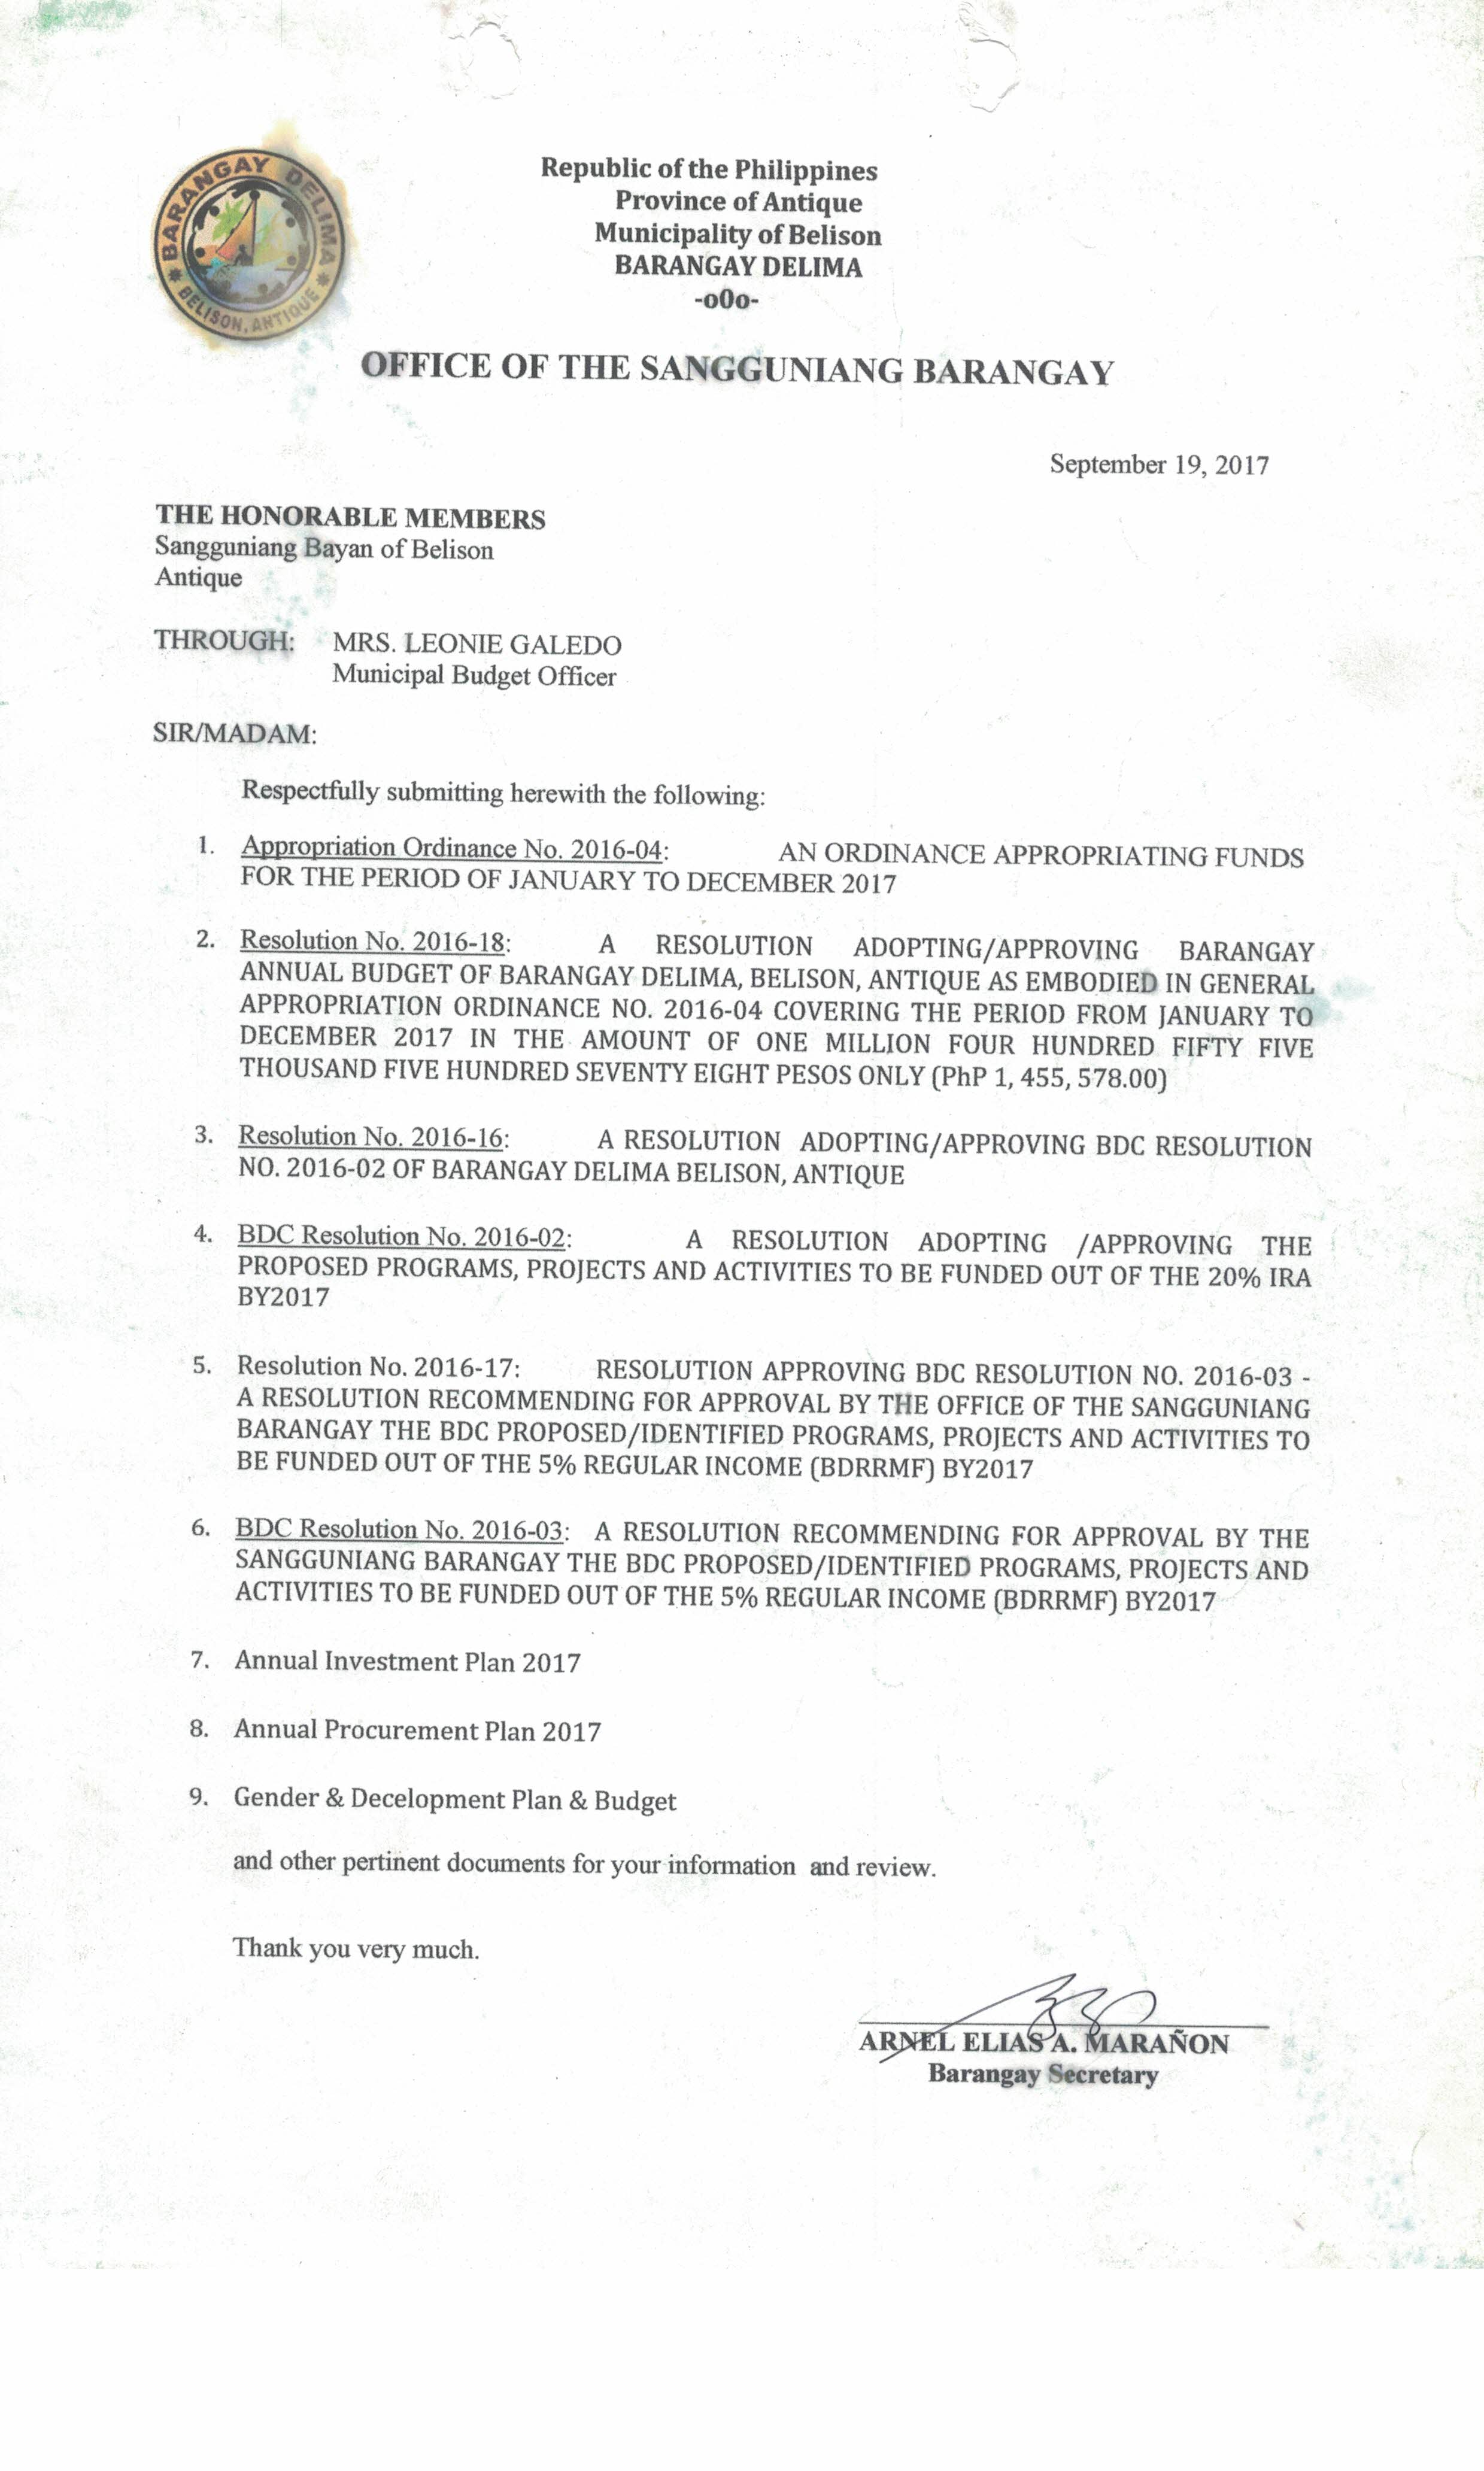 BARANGAY DELIMA
BELISON, ANTIQUE
Republic of the Philippines
Province of Antique
Municipality of Belison
BARANGAY DELIMA
-o0o-
OFFICE OF THE SANGGUNIANG BARANGAY
September 19, 2017
THE HONORABLE MEMBERS
Sangguniang Bayan of Belison
Antique
THROUGH: MRS. LEONIE GALEDO
Municipal Budget Officer
SIR/MADAM:
Respectfully submitting herewith the following:
1. Appropriation Ordinance No. 2016-04: AN ORDINANCE APPROPRIATING FUNDS
FOR THE PERIOD OF JANUARY TO DECEMBER 2017
2. Resolution No. 2016-18: A RESOLUTION ADOPTING/APPROVING BARANGAY
ANNUAL BUDGET OF BARANGAY DELIMA, BELISON, ANTIQUE AS EMBODIED IN GENERAL
APPROPRIATION ORDINANCE NO. 2016-04 COVERING THE PERIOD FROM JANUARY TO
DECEMBER 2017 IN THE AMOUNT OF ONE MILLION FOUR HUNDRED FIFTY FIVE
THOUSAND FIVE HUNDRED SEVENTY EIGHT PESOS ONLY (PhP 1, 455, 578.00)
3. Resolution No. 2016-16: A RESOLUTION ADOPTING/APPROVING BDC RESOLUTION
NO. 2016-02 OF BARANGAY DELIMA BELISON, ANTIQUE
4. BDC Resolution No. 2016-02: A RESOLUTION ADOPTING /APPROVING THE
PROPOSED PROGRAMS, PROJECTS AND ACTIVITIES TO BE FUNDED OUT OF THE 20% IRA
BY2017
5. Resolution No. 2016-17: RESOLUTION APPROVING BDC RESOLUTION NO. 2016-03 -
A RESOLUTION RECOMMENDING FOR APPROVAL BY THE OFFICE OF THE SANGGUNIANG
BARANGAY THE BDC PROPOSED/IDENTIFIED PROGRAMS, PROJECTS AND ACTIVITIES TO
BE FUNDED OUT OF THE 5% REGULAR INCOME (BDRRMF) BY2017
6. BDC Resolution No. 2016-03: A RESOLUTION RECOMMENDING FOR APPROVAL BY THE
SANGGUNIANG BARANGAY THE BDC PROPOSED/IDENTIFIED PROGRAMS, PROJECTS AND
ACTIVITIES TO BE FUNDED OUT OF THE 5% REGULAR INCOME (BDRRMF) BY2017
7. Annual Investment Plan 2017
8. Annual Procurement Plan 2017
9. Gender & Decelopment Plan & Budget
and other pertinent documents for your information and review.
Thank you very much.
ARNEL ELIAS A. MARAÑON
Barangay Secretary